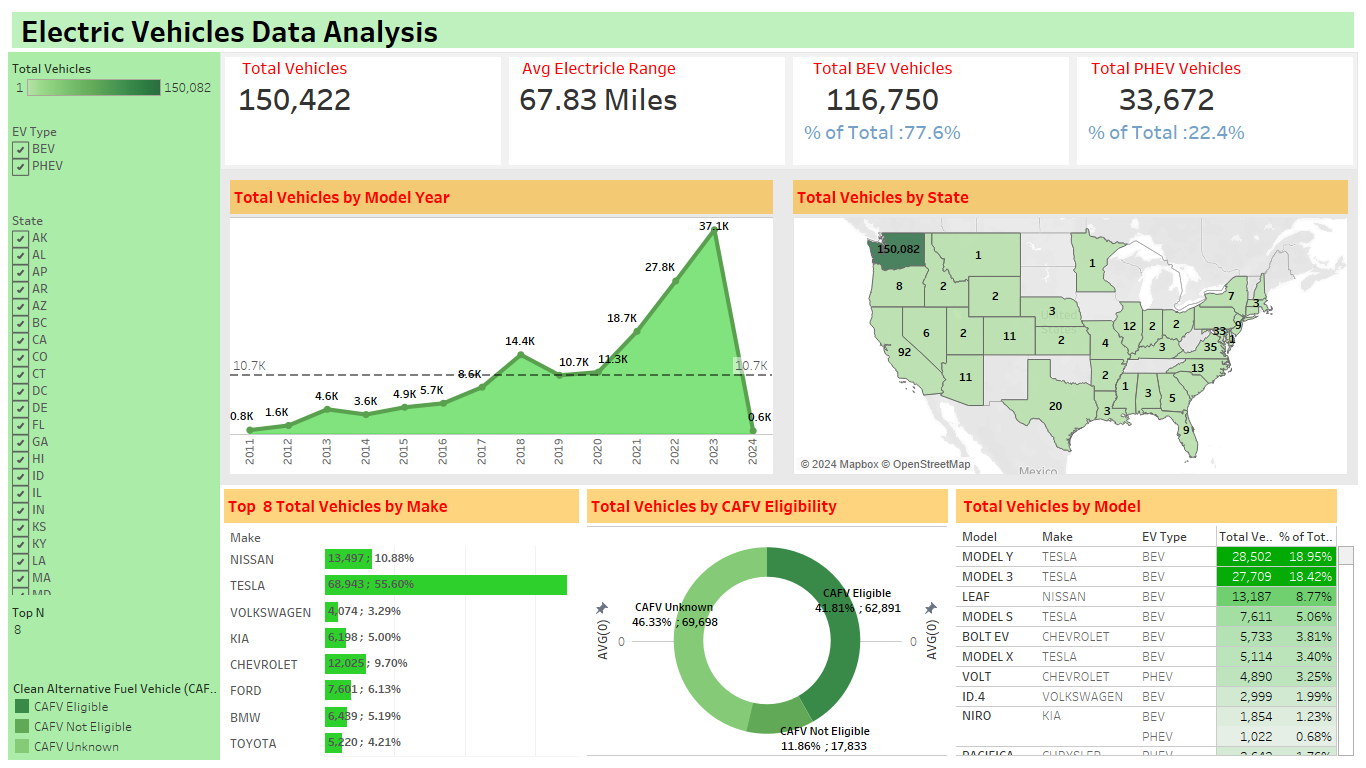 Electric Vehicles Data Analysis
Total Vehicles
1 150,082
EV Type
BEV
PHEV
State
AK
AL
AP
AR
AZ
BC
CA
CO
CT
DC
DE
FL
GA
HI
ID
IL
IN
KS
KY
LA
MA
MD
Top N
8
Clean Alternative Fuel Vehicle (CAF..
CAFV Eligible
CAFV Not Eligible
CAFV Unknown
Total Vehicles
150,422
Avg Electricle Range
67.83 Miles
Total BEV Vehicles
116,750
% of Total :77.6%
Total PHEV Vehicles
33,672
% of Total :22.4%
Total Vehicles by Model Year
37.1K
27.8K
18.7K
14.4K
10.7K 11.3K
10.7K 10.7K
8.6K
4.6K 3.6K 4.9K 5.7K
0.8K 1.6K 0.6K
2011 2012 2013 2014 2015 2016 2017 2018 2019 2020 2021 2022 2023 2024
Total Vehicles by State
150,082 1 1
8 2 2 7 3
3 9
6 2 11 2 12 2 2 33 1
92 4 3 35
11 2 13
20 3 1 3 5
9
United States
Mexico
© 2024 Mapbox © OpenStreetMap
Top 8 Total Vehicles by Make
Make
NISSAN 13,497; 10.88%
TESLA 68,943; 55.60%
VOLKSWAGEN 4,074; 3.29%
KIA 6,198; 5.00%
CHEVROLET 12,025; 9.70%
FORD 7,601; 6.13%
BMW 6,439; 5.19%
TOYOTA 5,220; 4.21%
Total Vehicles by CAFV Eligibility
CAFV Eligible
41.81% ; 62,891
CAFV Unknown
46.33% ; 69,698
AVG(0) 0 0 AVG(0)
CAFV Not Eligible
11.86% ; 17,833
Total Vehicles by Model
Model Make EV Type Total Ve.. % of Tot..
MODEL Y TESLA BEV 28,502 18.95%
MODEL 3 TESLA BEV 27,709 18.42%
LEAF NISSAN BEV 13,187 8.77%
MODEL S TESLA BEV 7,611 5.06%
BOLT EV CHEVROLET BEV 5,733 3.81%
MODEL X TESLA BEV 5,114 3.40%
VOLT CHEVROLET PHEV 4,890 3.25%
ID.4 VOLKSWAGEN BEV 2,999 1.99%
NIRO KIA BEV 1,854 1.23%
PHEV 1,022 0.68%
PACIFICA CHRYSLER PHEV 1.76%